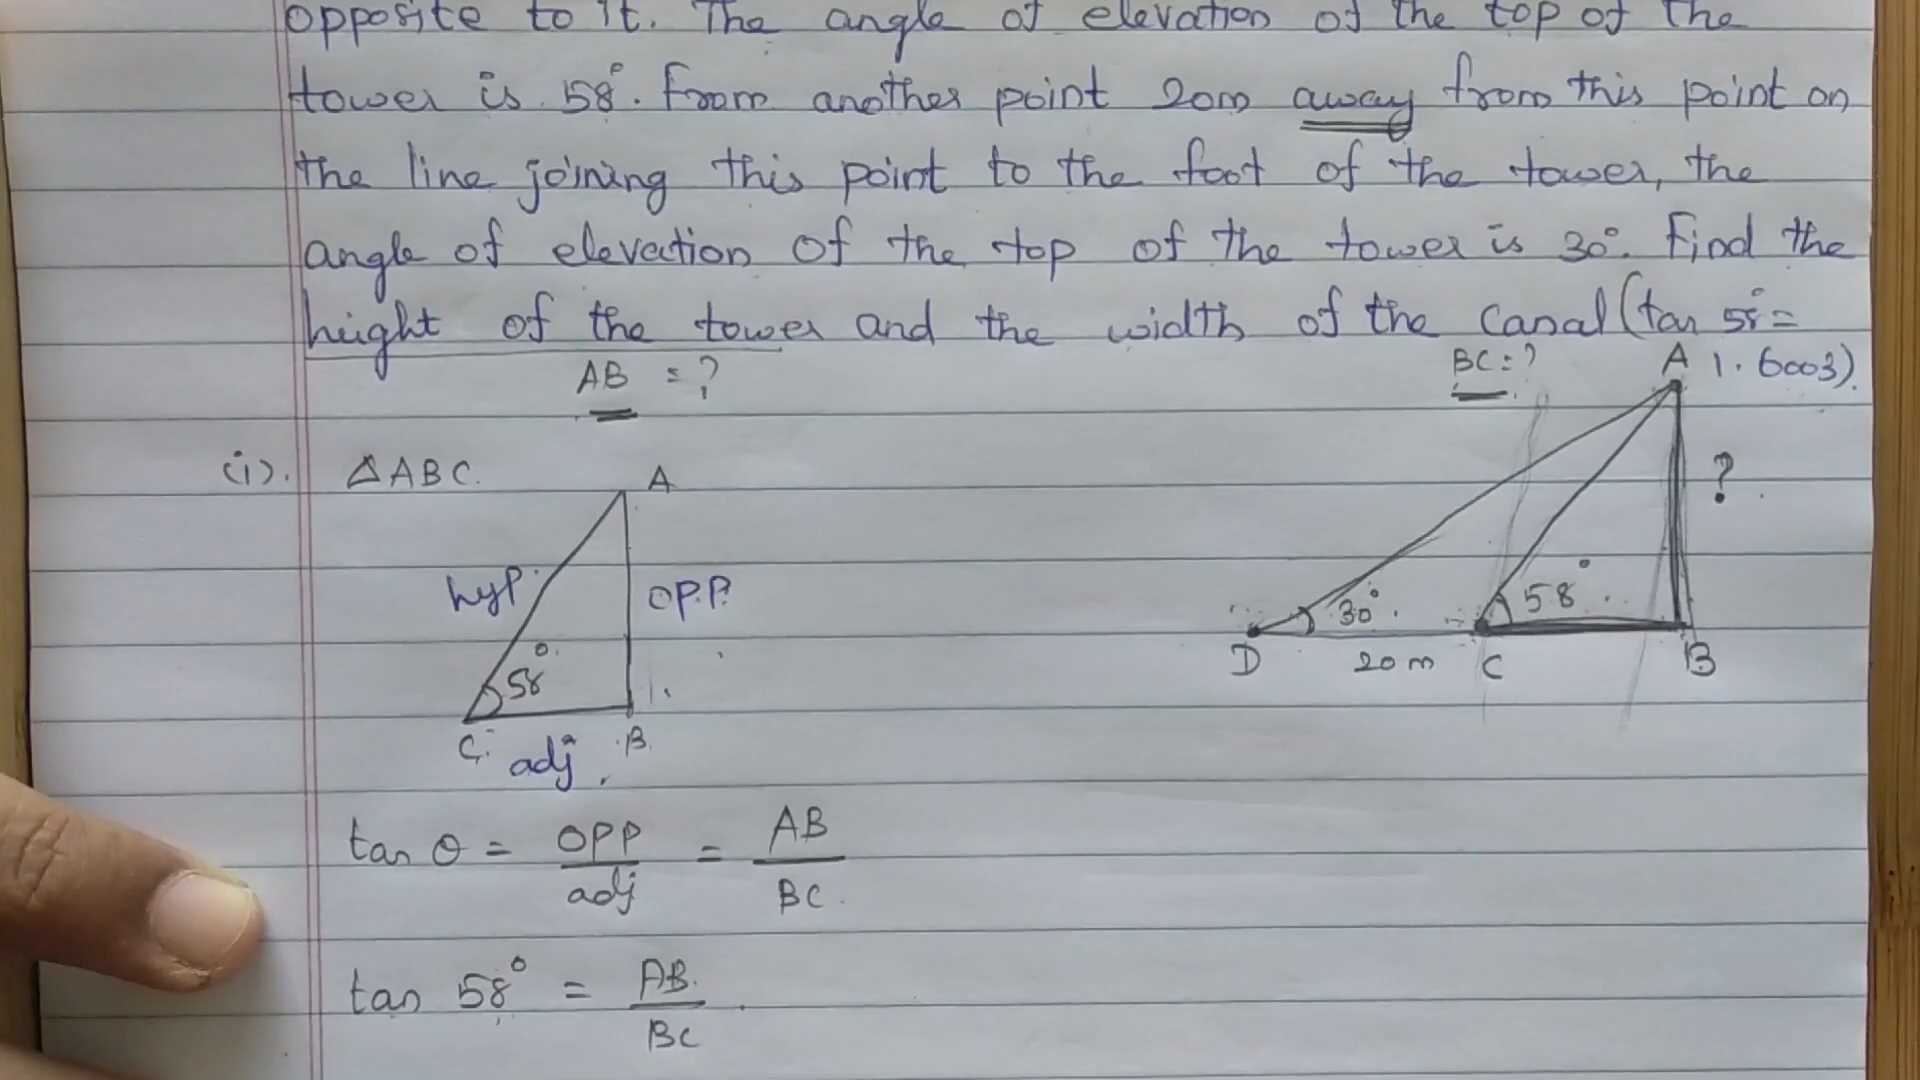 opposite to it. The angle of elevation of the top of the
tower is 58°. From another point 20m away from this point on
the line joining this point to the foot of the tower, the
angle of elevation of the top of the tower is 30°. Find the
height of the tower and the width of the canal (tan 58° =
1.6003).
AB = ?
BC = ?
A
?
30°.
58°.
D 20m C B
(i). △ABC.
A
hyp.
OPP.
58°.
C. adj. B.
tan θ = OPP/adj = AB/BC.
tan 58° = AB/BC.